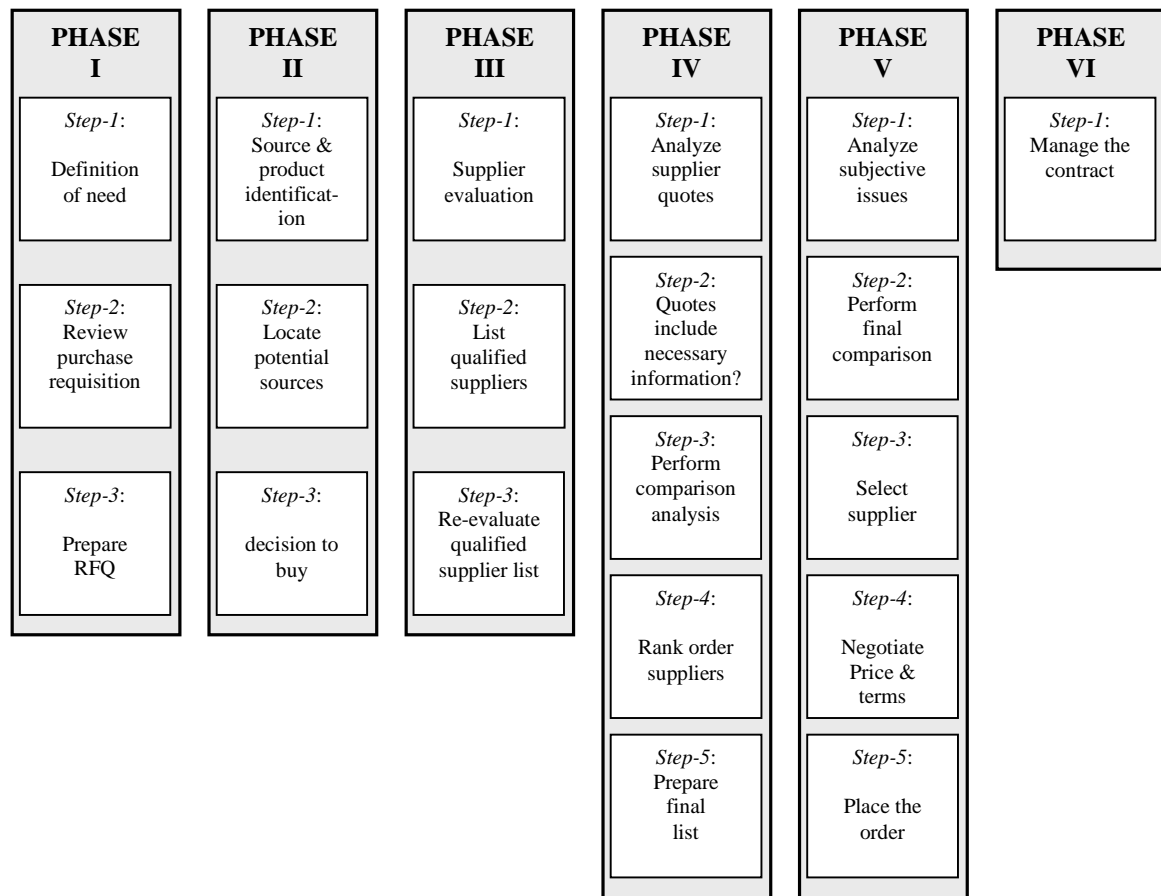 PHASE
I
Step-1:
Definition
of need
Step-2:
Review
purchase
requisition
Step-3:
Prepare
RFQ
PHASE
II
Step-1:
Source &
product
identificat-
ion
Step-2:
Locate
potential
sources
Step-3:
decision to
buy
PHASE
III
Step-1:
Supplier
evaluation
Step-2:
List
qualified
suppliers
Step-3:
Re-evaluate
qualified
supplier list
PHASE
IV
Step-1:
Analyze
supplier
quotes
Step-2:
Quotes
include
necessary
information?
Step-3:
Perform
comparison
analysis
Step-4:
Rank order
suppliers
Step-5:
Prepare
final
list
PHASE
V
Step-1:
Analyze
subjective
issues
Step-2:
Perform
final
comparison
Step-3:
Select
supplier
Step-4:
Negotiate
Price &
terms
Step-5:
Place the
order
PHASE
VI
Step-1:
Manage the
contract